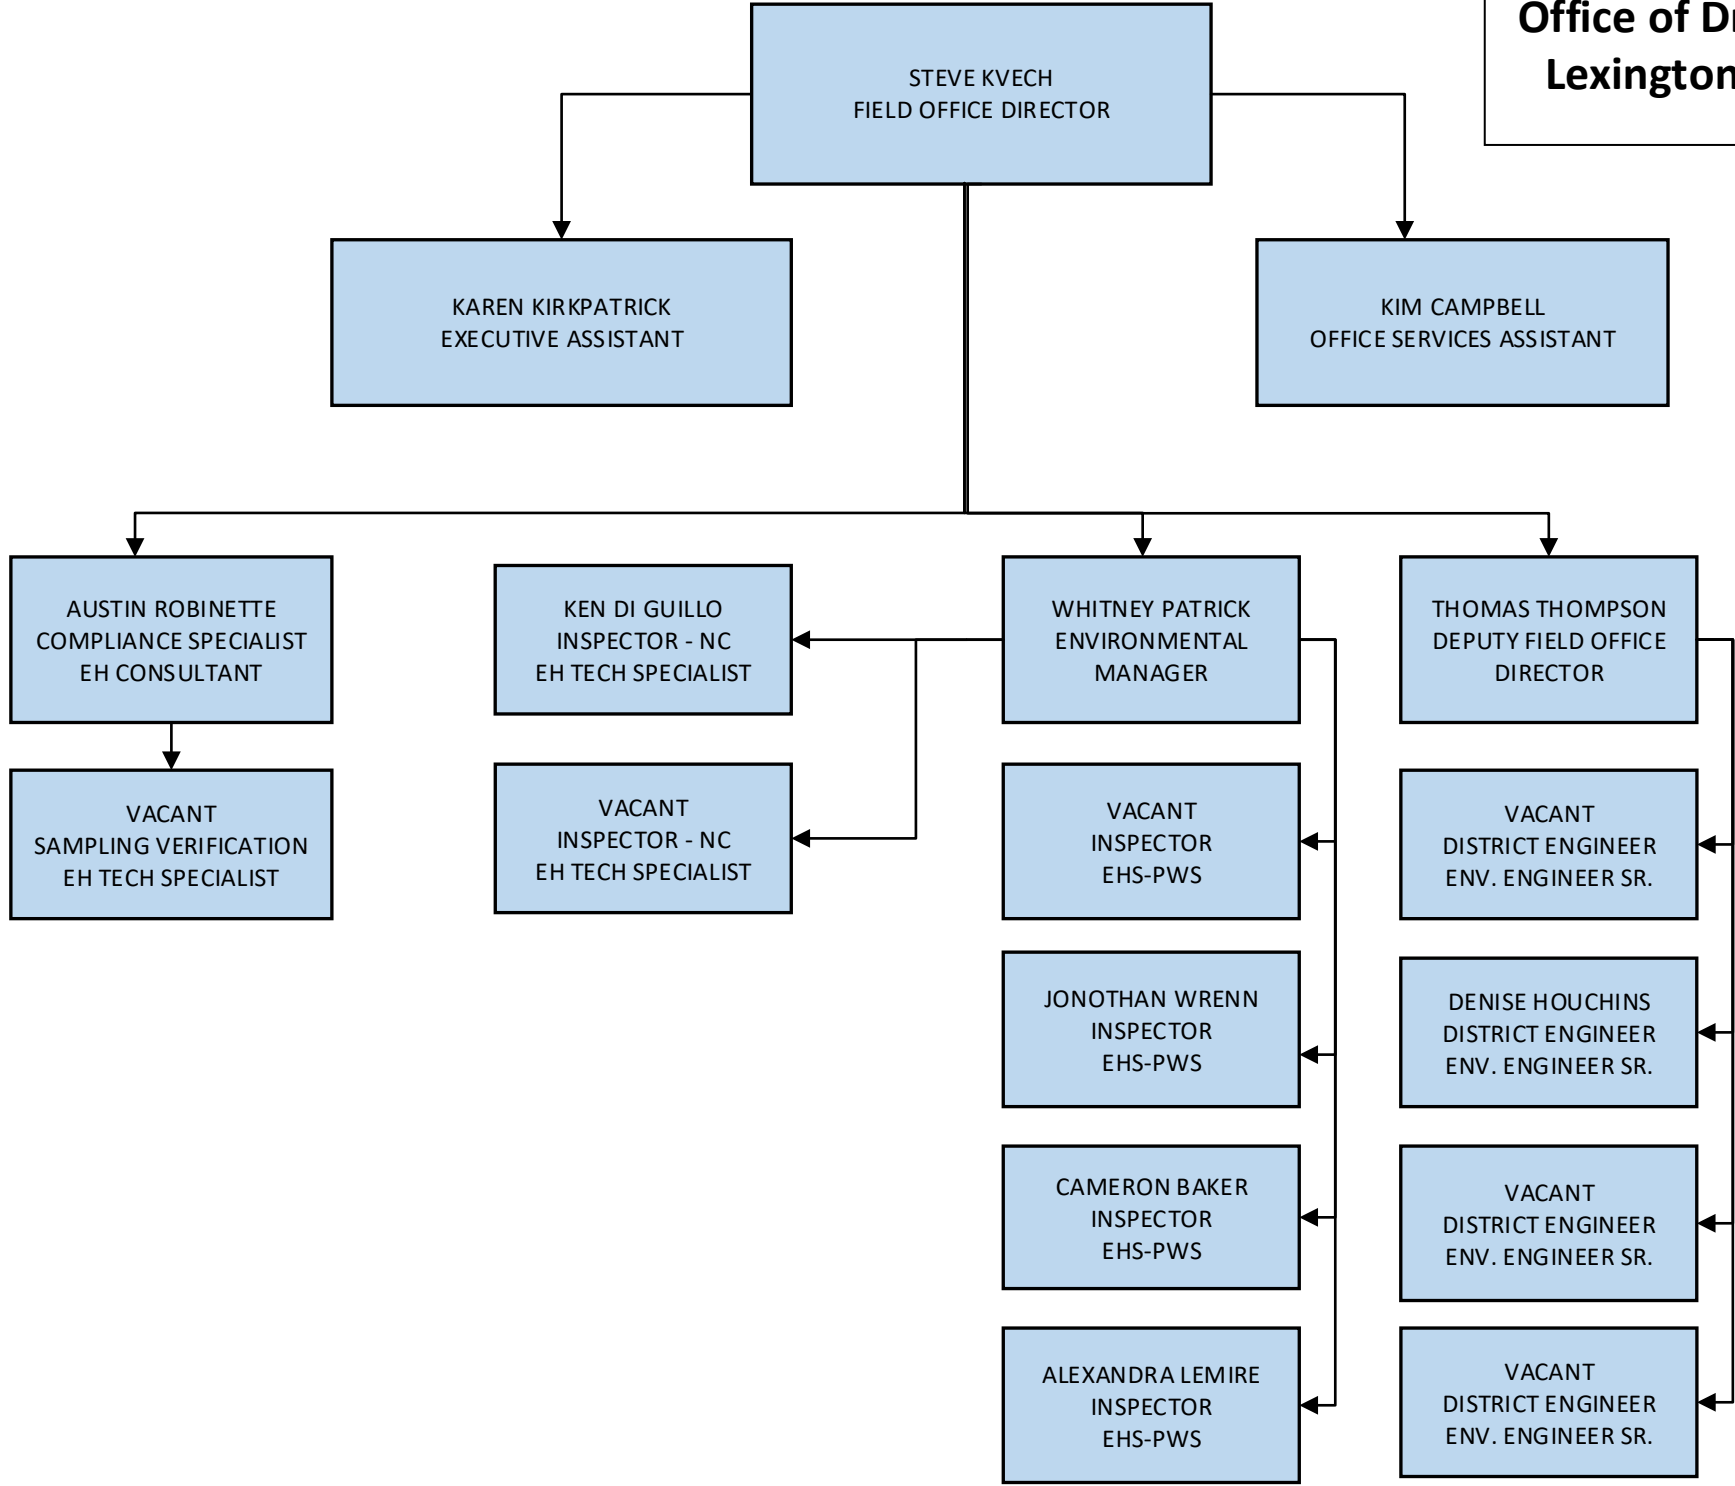 Office of
Lexington
STEVE KVECH
FIELD OFFICE DIRECTOR
KAREN KIRKPATRICK
EXECUTIVE ASSISTANT
KIM CAMPBELL
OFFICE SERVICES ASSISTANT
AUSTIN ROBINETTE
COMPLIANCE SPECIALIST
EH CONSULTANT
KEN DI GUILLO
INSPECTOR - NC
EH TECH SPECIALIST
WHITNEY PATRICK
ENVIRONMENTAL
MANAGER
THOMAS THOMPSON
DEPUTY FIELD OFFICE
DIRECTOR
VACANT
SAMPLING VERIFICATION
EH TECH SPECIALIST
VACANT
INSPECTOR - NC
EH TECH SPECIALIST
VACANT
INSPECTOR
EHS-PWS
VACANT
DISTRICT ENGINEER
ENV. ENGINEER SR.
JONOTHAN WRENN
INSPECTOR
EHS-PWS
DENISE HOUCHINS
DISTRICT ENGINEER
ENV. ENGINEER SR.
CAMERON BAKER
INSPECTOR
EHS-PWS
VACANT
DISTRICT ENGINEER
ENV. ENGINEER SR.
ALEXANDRA LEMIRE
INSPECTOR
EHS-PWS
VACANT
DISTRICT ENGINEER
ENV. ENGINEER SR.